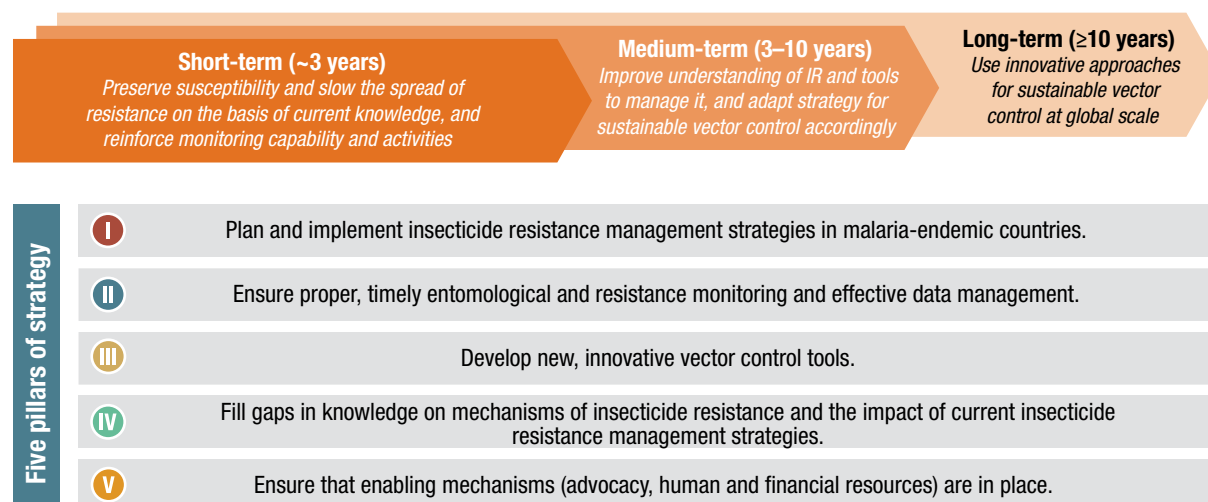 Short-term (~3 years)
Preserve susceptibility and slow the spread of
resistance on the basis of current knowledge, and
reinforce monitoring capability and activities
Medium-term (3–10 years)
Improve understanding of IR and tools
to manage it, and adapt strategy for
sustainable vector control accordingly
Long-term (≥10 years)
Use innovative approaches
for sustainable vector
control at global scale
Five pillars of strategy
I
Plan and implement insecticide resistance management strategies in malaria-endemic countries.
II
Ensure proper, timely entomological and resistance monitoring and effective data management.
III
Develop new, innovative vector control tools.
IV
Fill gaps in knowledge on mechanisms of insecticide resistance and the impact of current insecticide
resistance management strategies.
V
Ensure that enabling mechanisms (advocacy, human and financial resources) are in place.